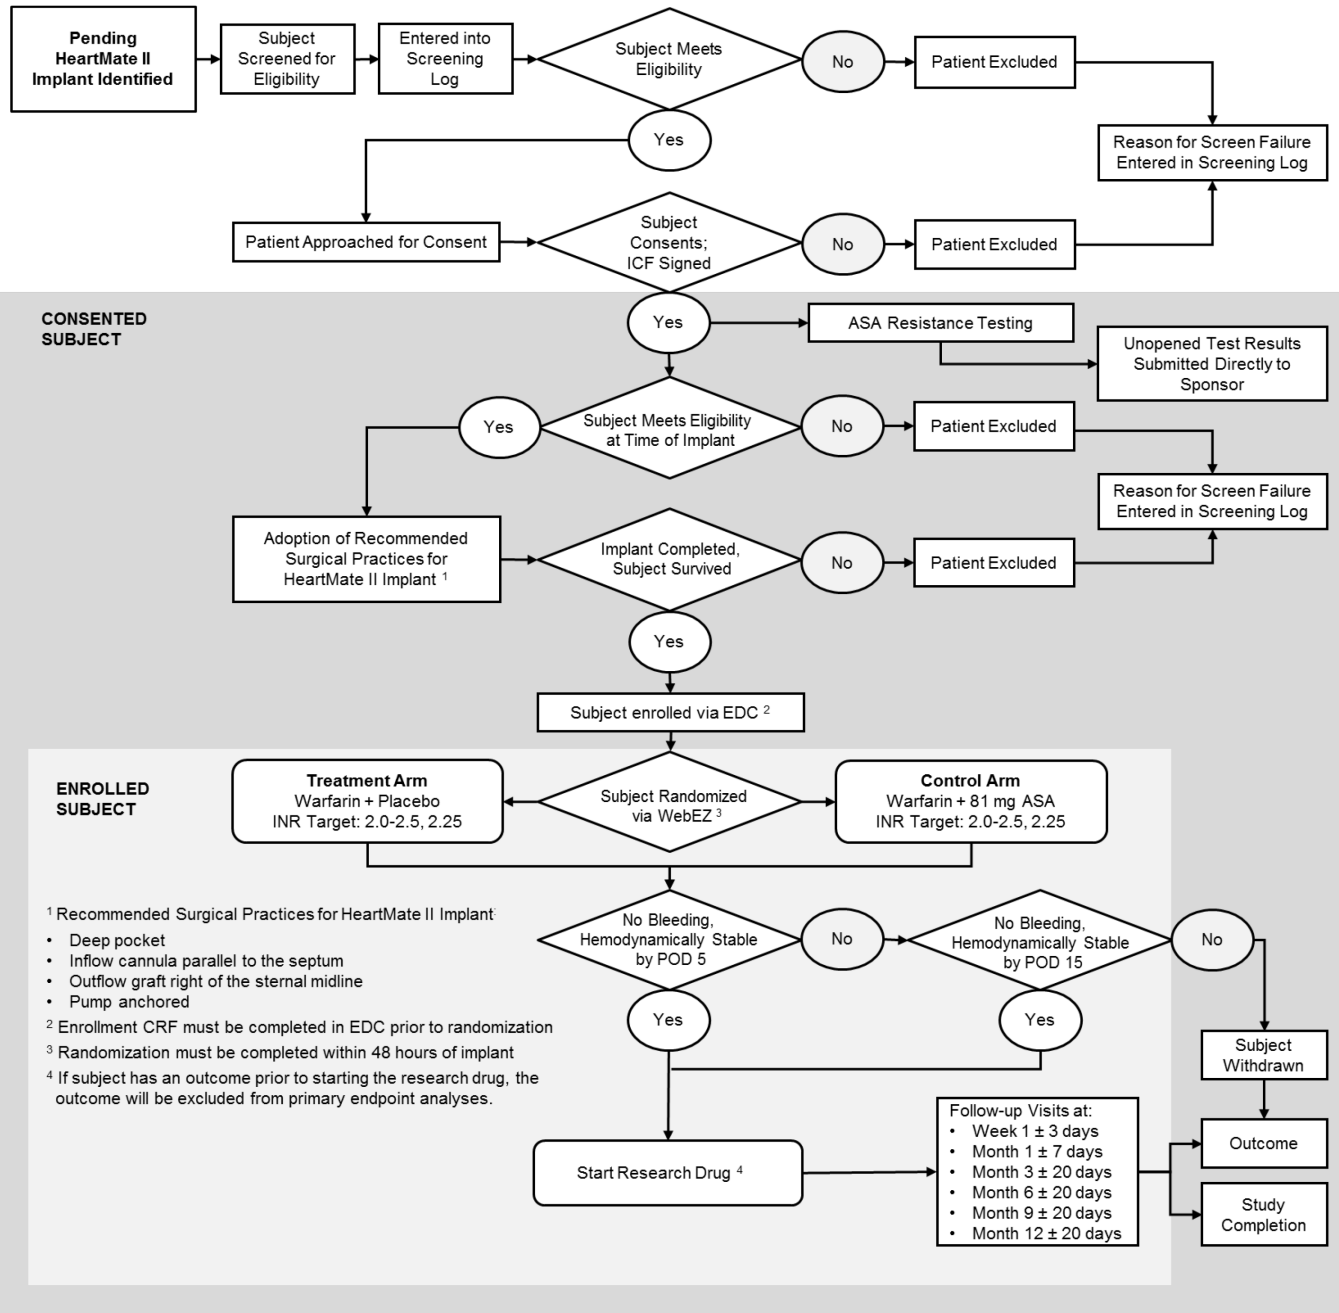 Pending
HeartMate II
Implant Identified
Subject
Screened for
Eligibility
Entered into
Screening
Log
Subject Meets
Eligibility
No
Patient Excluded
Yes
Reason for Screen Failure
Entered in Screening Log
Patient Approached for Consent
Subject
Consents;
ICF Signed
No
Patient Excluded
CONSENTED
SUBJECT
Yes
ASA Resistance Testing
Unopened Test Results
Submitted Directly to
Sponsor
Yes
Subject Meets Eligibility
at Time of Implant
No
Patient Excluded
Reason for Screen Failure
Entered in Screening Log
Adoption of Recommended
Surgical Practices for
HeartMate II Implant 1
Implant Completed,
Subject Survived
No
Patient Excluded
Yes
Subject enrolled via EDC 2
ENROLLED
SUBJECT
Treatment Arm
Warfarin + Placebo
INR Target: 2.0-2.5, 2.25
Subject Randomized
via WebEZ 3
Control Arm
Warfarin + 81 mg ASA
INR Target: 2.0-2.5, 2.25
No Bleeding,
Hemodynamically Stable
by POD 5
No
No Bleeding,
Hemodynamically Stable
by POD 15
No
Yes
Yes
Subject
Withdrawn
1 Recommended Surgical Practices for HeartMate II Implant:
• Deep pocket
• Inflow cannula parallel to the septum
• Outflow graft right of the sternal midline
• Pump anchored
2 Enrollment CRF must be completed in EDC prior to randomization
3 Randomization must be completed within 48 hours of implant
4 If subject has an outcome prior to starting the research drug, the
outcome will be excluded from primary endpoint analyses.
Start Research Drug 4
Follow-up Visits at:
• Week 1 ± 3 days
• Month 1 ± 7 days
• Month 3 ± 20 days
• Month 6 ± 20 days
• Month 9 ± 20 days
• Month 12 ± 20 days
Outcome
Study
Completion